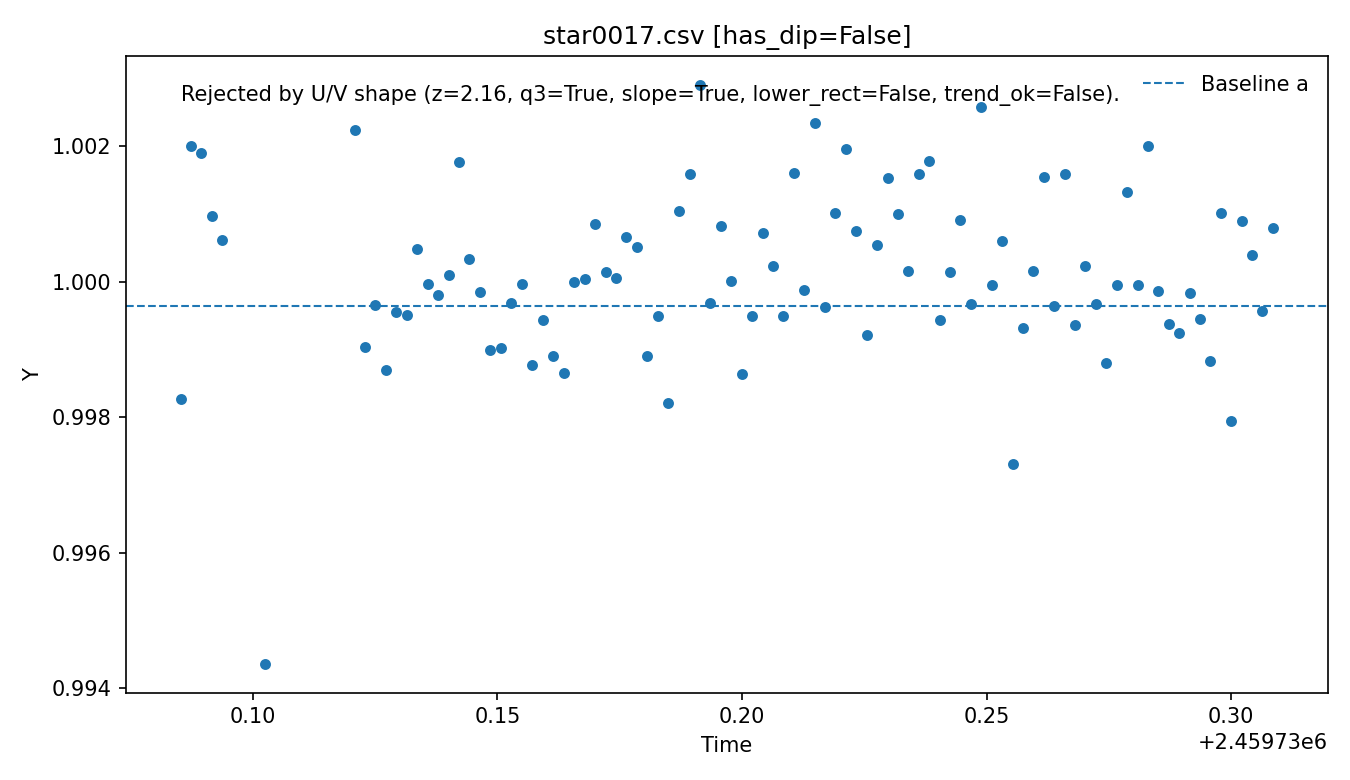 star0017.csv [has_dip=False]
Rejected by U/V shape (z=2.16, q3=True, slope=True, lower_rect=False, trend_ok=False).
Baseline a
Y
1.002
1.000
0.998
0.996
0.994
0.10 0.15 0.20 0.25 0.30
Time
+2.45973e6